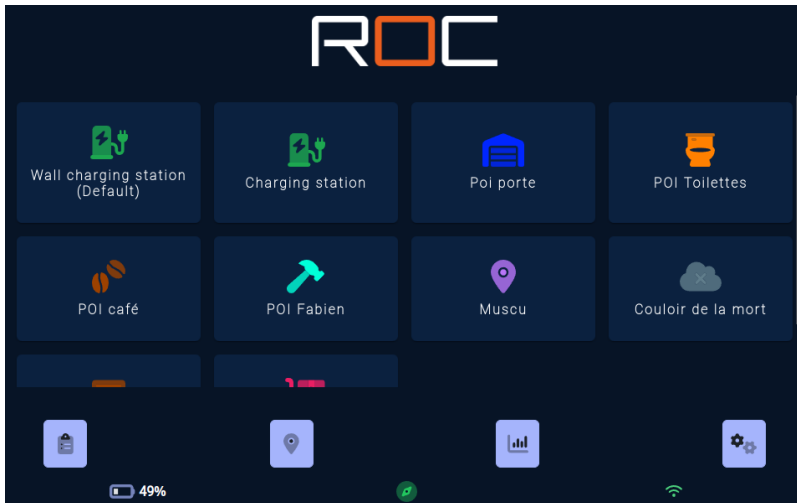 ROC
Wall charging station
(Default)
Charging station
Poi porte
POI Toilettes
POI café
POI Fabien
Muscu
Couloir de la mort
49%